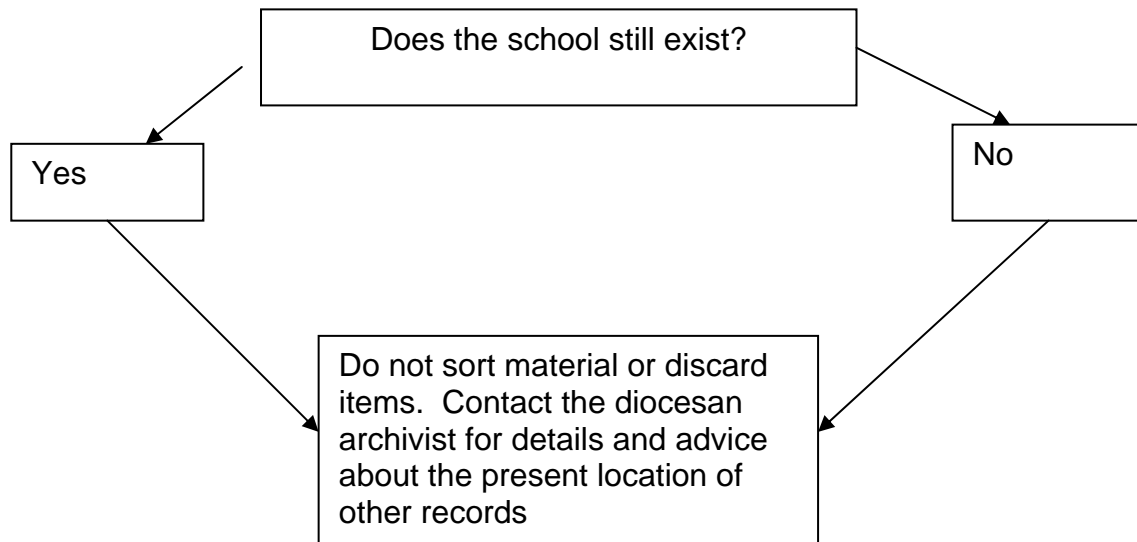 Does the school still exist?
Yes
No
Do not sort material or discard
items.  Contact the diocesan
archivist for details and advice
about the present location of
other records